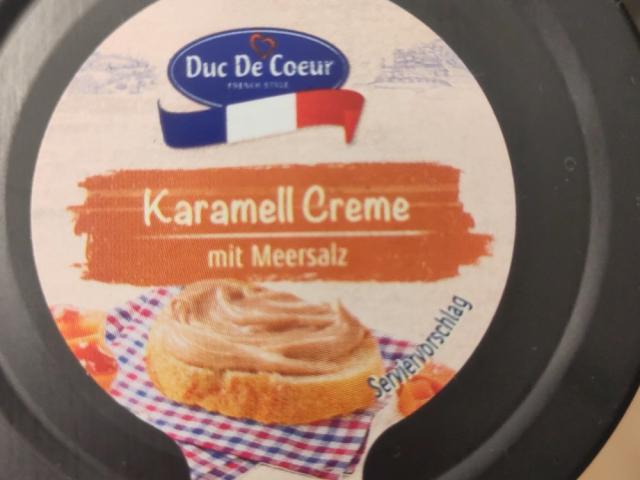 Duc De Coeur
FRENCH STYLE
Karamell Creme
mit Meersalz
Serviervorschlag